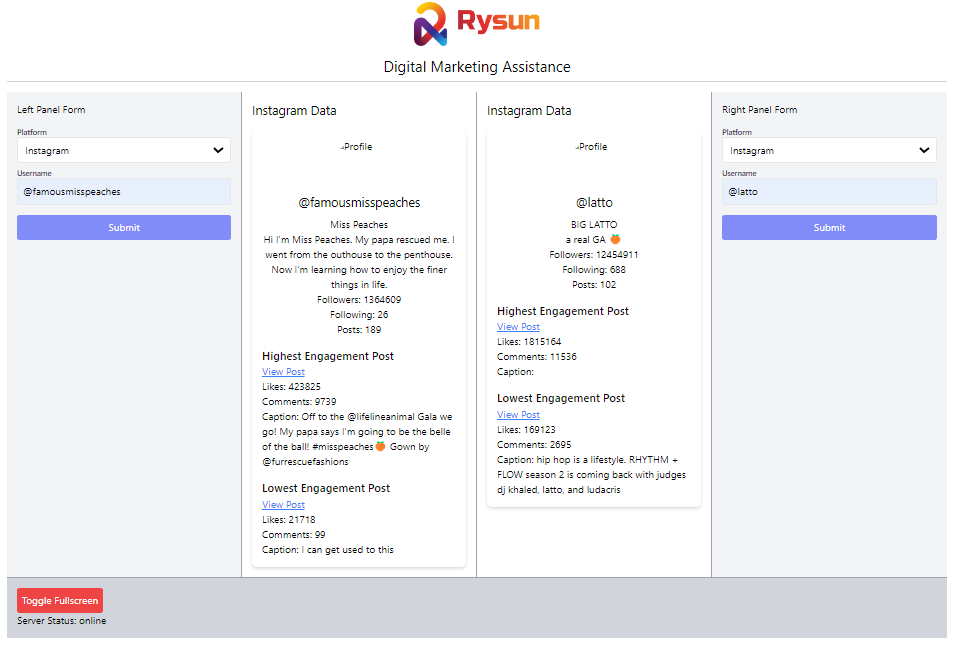 Rysun
Digital Marketing Assistance
Left Panel Form
Platform
Instagram
Username
@famousmisspeaches
Submit
Instagram Data
Profile
@famousmisspeaches
Miss Peaches
Hi I'm Miss Peaches. My papa rescued me. I
went from the outhouse to the penthouse.
Now I'm learning how to enjoy the finer
things in life.
Followers: 1364609
Following: 26
Posts: 189
Highest Engagement Post
View Post
Likes: 423825
Comments: 9739
Caption: Off to the @lifelineanimal Gala we
go! My papa says I'm going to be the belle
of the ball! #misspeaches🍑 Gown by
@furrescuefashions
Lowest Engagement Post
View Post
Likes: 21718
Comments: 99
Caption: I can get used to this
Instagram Data
Profile
@latto
BIG LATTO
a real GA 🍑
Followers: 12454911
Following: 688
Posts: 102
Highest Engagement Post
View Post
Likes: 1815164
Comments: 11536
Caption:
Lowest Engagement Post
View Post
Likes: 169123
Comments: 2695
Caption: hip hop is a lifestyle. RHYTHM +
FLOW season 2 is coming back with judges
dj khaled, latto, and ludacris
Right Panel Form
Platform
Instagram
Username
@latto
Submit
Toggle Fullscreen
Server Status: online